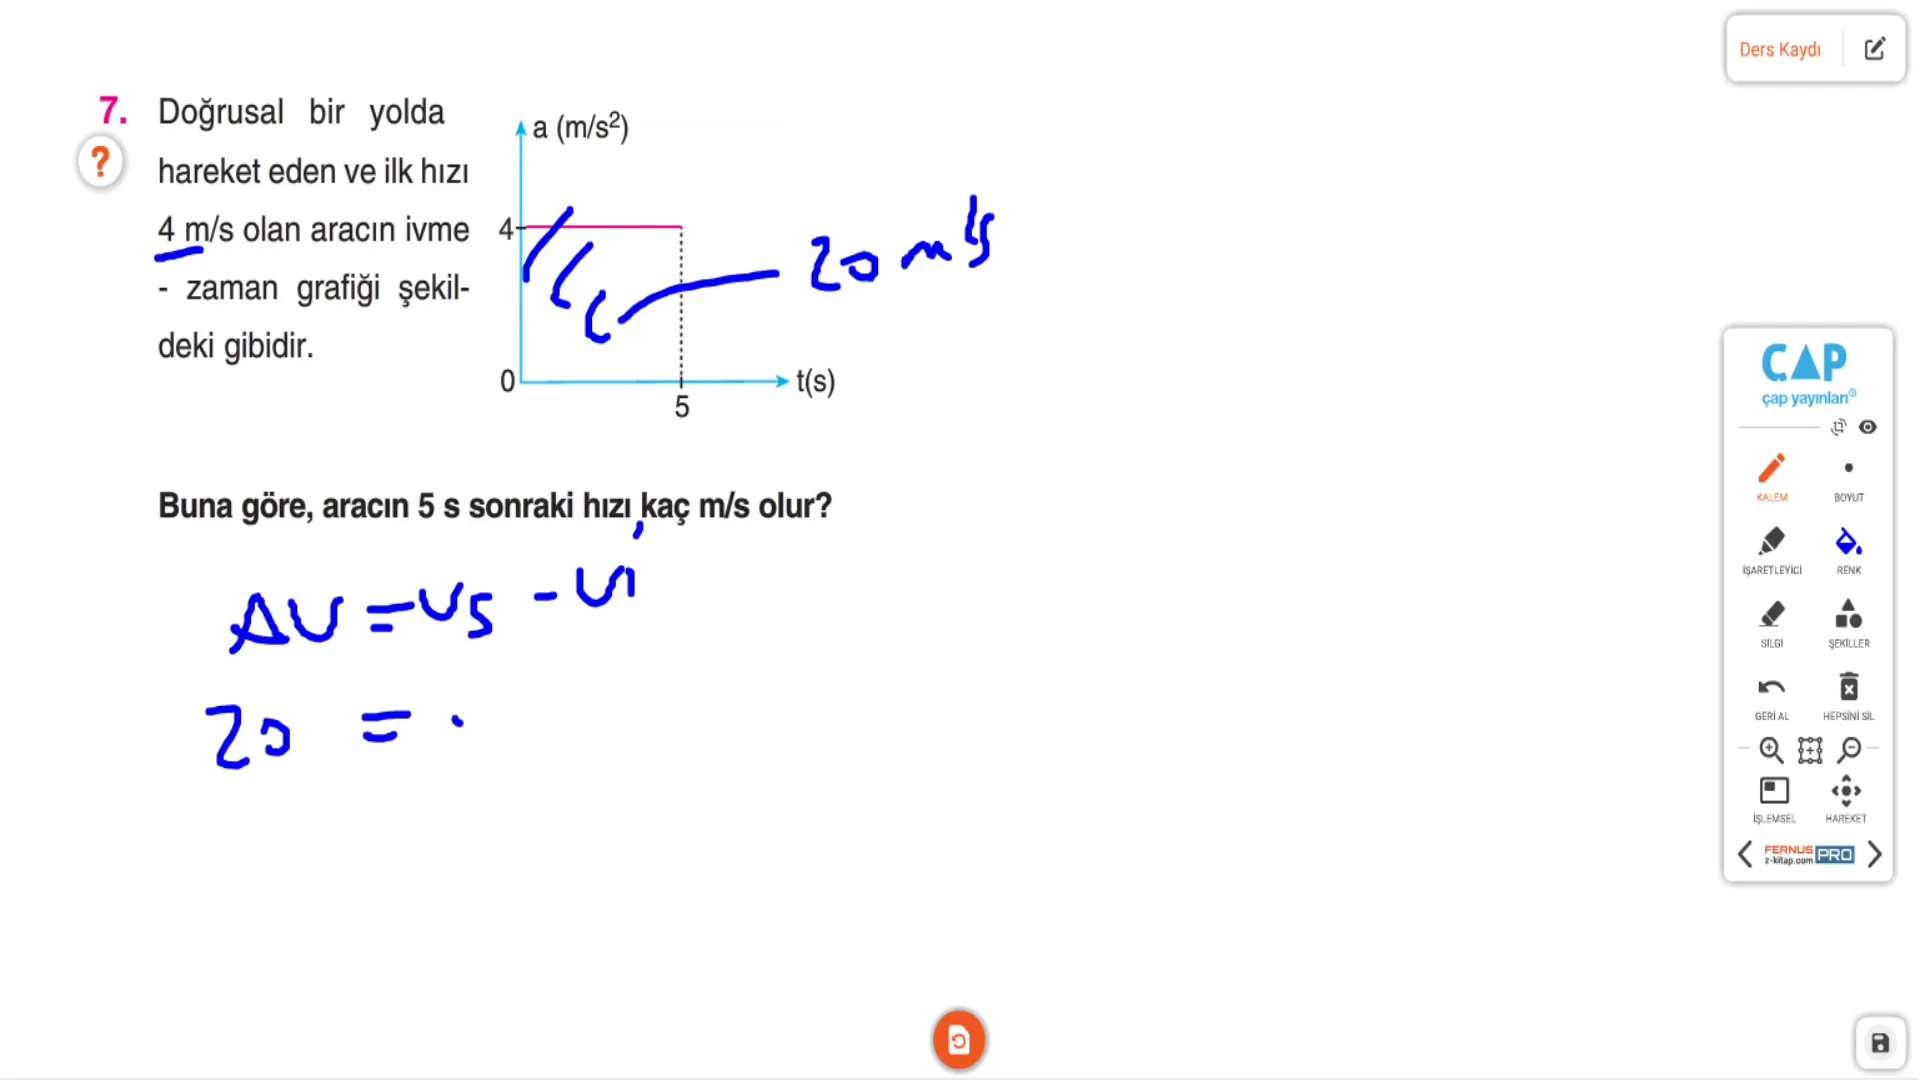 Ders Kaydı
7. Doğrusal bir yolda
hareket eden ve ilk hızı
4 m/s olan aracın ivme
- zaman grafiği şekil-
deki gibidir.
?
a (m/s²)
4
0
5
t(s)
20 m/s
Buna göre, aracın 5 s sonraki hızı kaç m/s olur?
ΔV = Vs - Vi
20 = .
ÇAP
çap yayınları®
KALEM
BOYUT
İŞARETLEYİCİ
RENK
SİLGİ
ŞEKİLLER
GERİ AL
HEPSİNİ SİL
İŞLEMSEL
HAREKET
FERNUS
z-kitap.com PRO